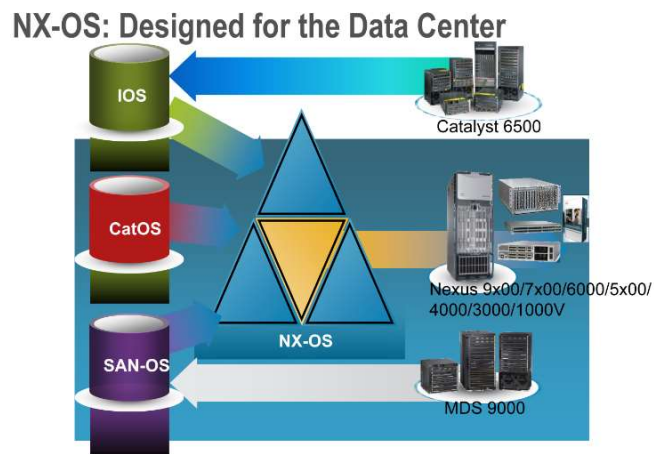 NX-OS: Designed for the Data Center
IOS
Catalyst 6500
CatOS
Nexus 9x00/7x00/6000/5x00/
4000/3000/1000V
NX-OS
SAN-OS
MDS 9000